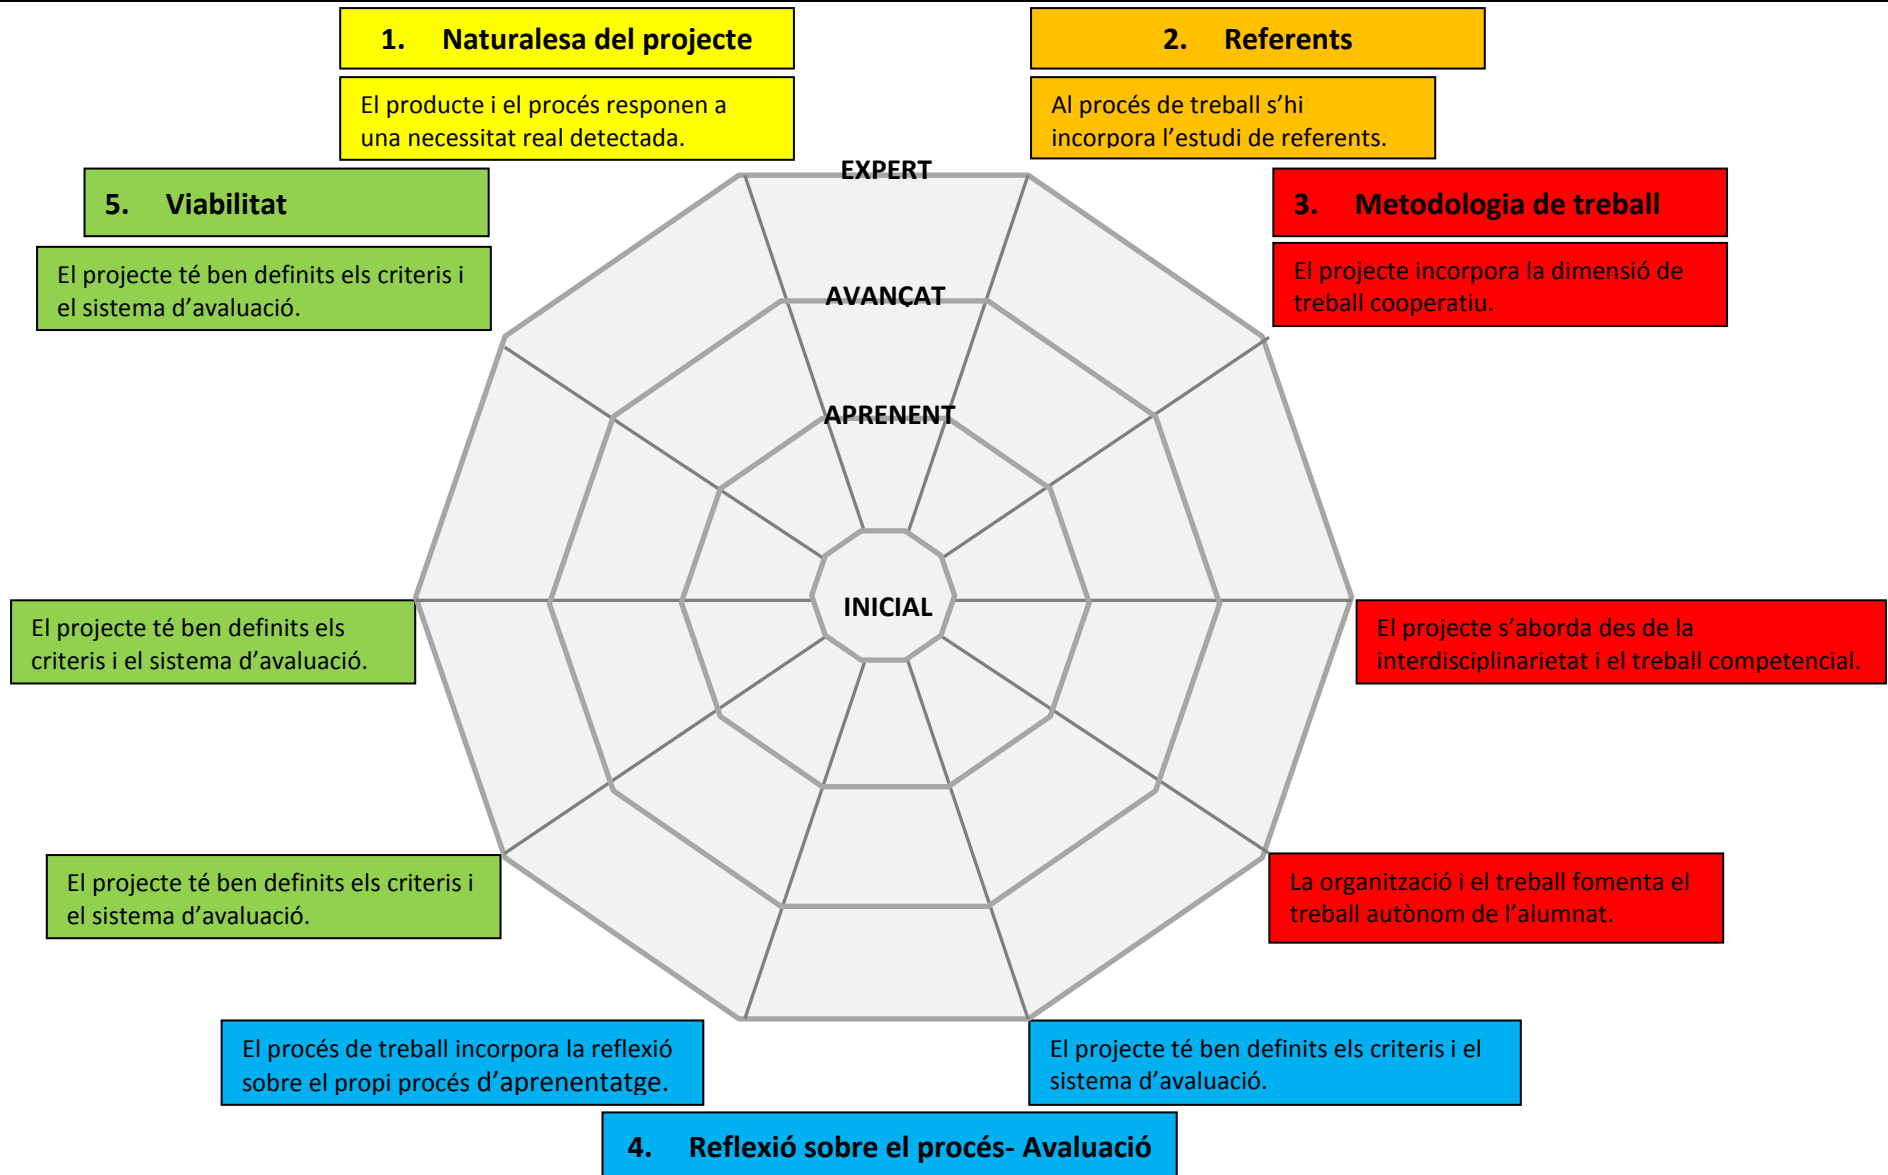 1. Naturalesa del projecte
El producte i el procés responen a
una necessitat real detectada.
2. Referents
Al procés de treball s’hi
incorpora l’estudi de referents.
5. Viabilitat
El projecte té ben definits els criteris i
el sistema d’avaluació.
3. Metodologia de treball
El projecte incorpora la dimensió de
treball cooperatiu.
EXPERT
AVANÇAT
APRENENT
INICIAL
El projecte té ben definits els
criteris i el sistema d’avaluació.
El projecte s’aborda des de la
interdisciplinarietat i el treball competencial.
El projecte té ben definits els criteris i
el sistema d’avaluació.
La organització i el treball fomenta el
treball autònom de l’alumnat.
El procés de treball incorpora la reflexió
sobre el propi procés d’aprenentatge.
El projecte té ben definits els criteris i el
sistema d’avaluació.
4. Reflexió sobre el procés- Avaluació